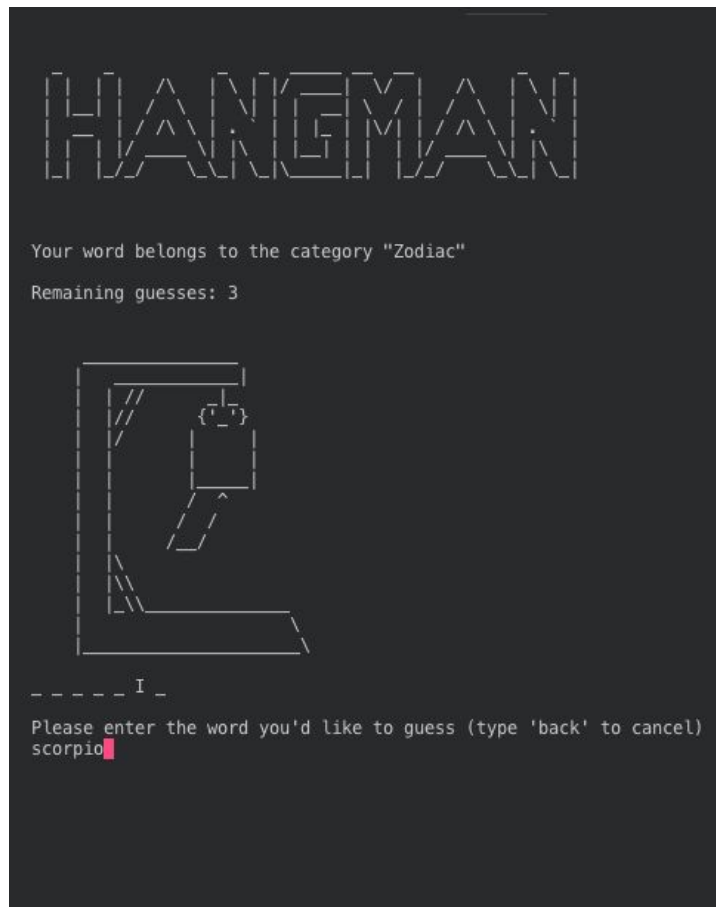 HANGMAN
Your word belongs to the category "Zodiac"
Remaining guesses: 3
_ _ _ _ _ I _
Please enter the word you'd like to guess (type 'back' to cancel)
scorpio